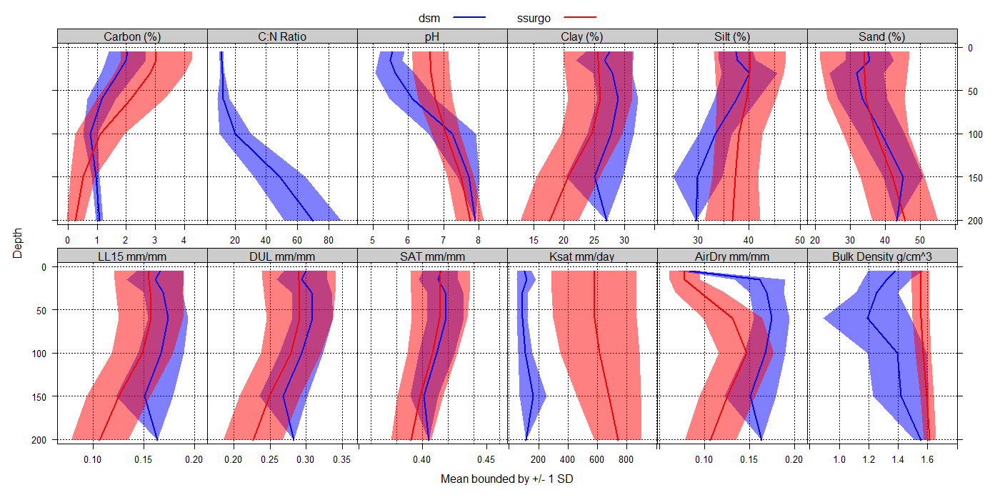 dsm ssurgo
Carbon (%) C:N Ratio pH Clay (%) Silt (%) Sand (%)
0
50
100
150
200
0 1 2 3 4 20 40 60 80 5 6 7 8 15 20 25 30 30 40 50 20 30 40 50
Depth
LL15 mm/mm DUL mm/mm SAT mm/mm Ksat mm/day AirDry mm/mm Bulk Density g/cm^3
0
50
100
150
200
0.10 0.15 0.20 0.20 0.25 0.30 0.35 0.40 0.45 200 400 600 800 0.10 0.15 0.20 1.0 1.2 1.4 1.6
Mean bounded by +/- 1 SD